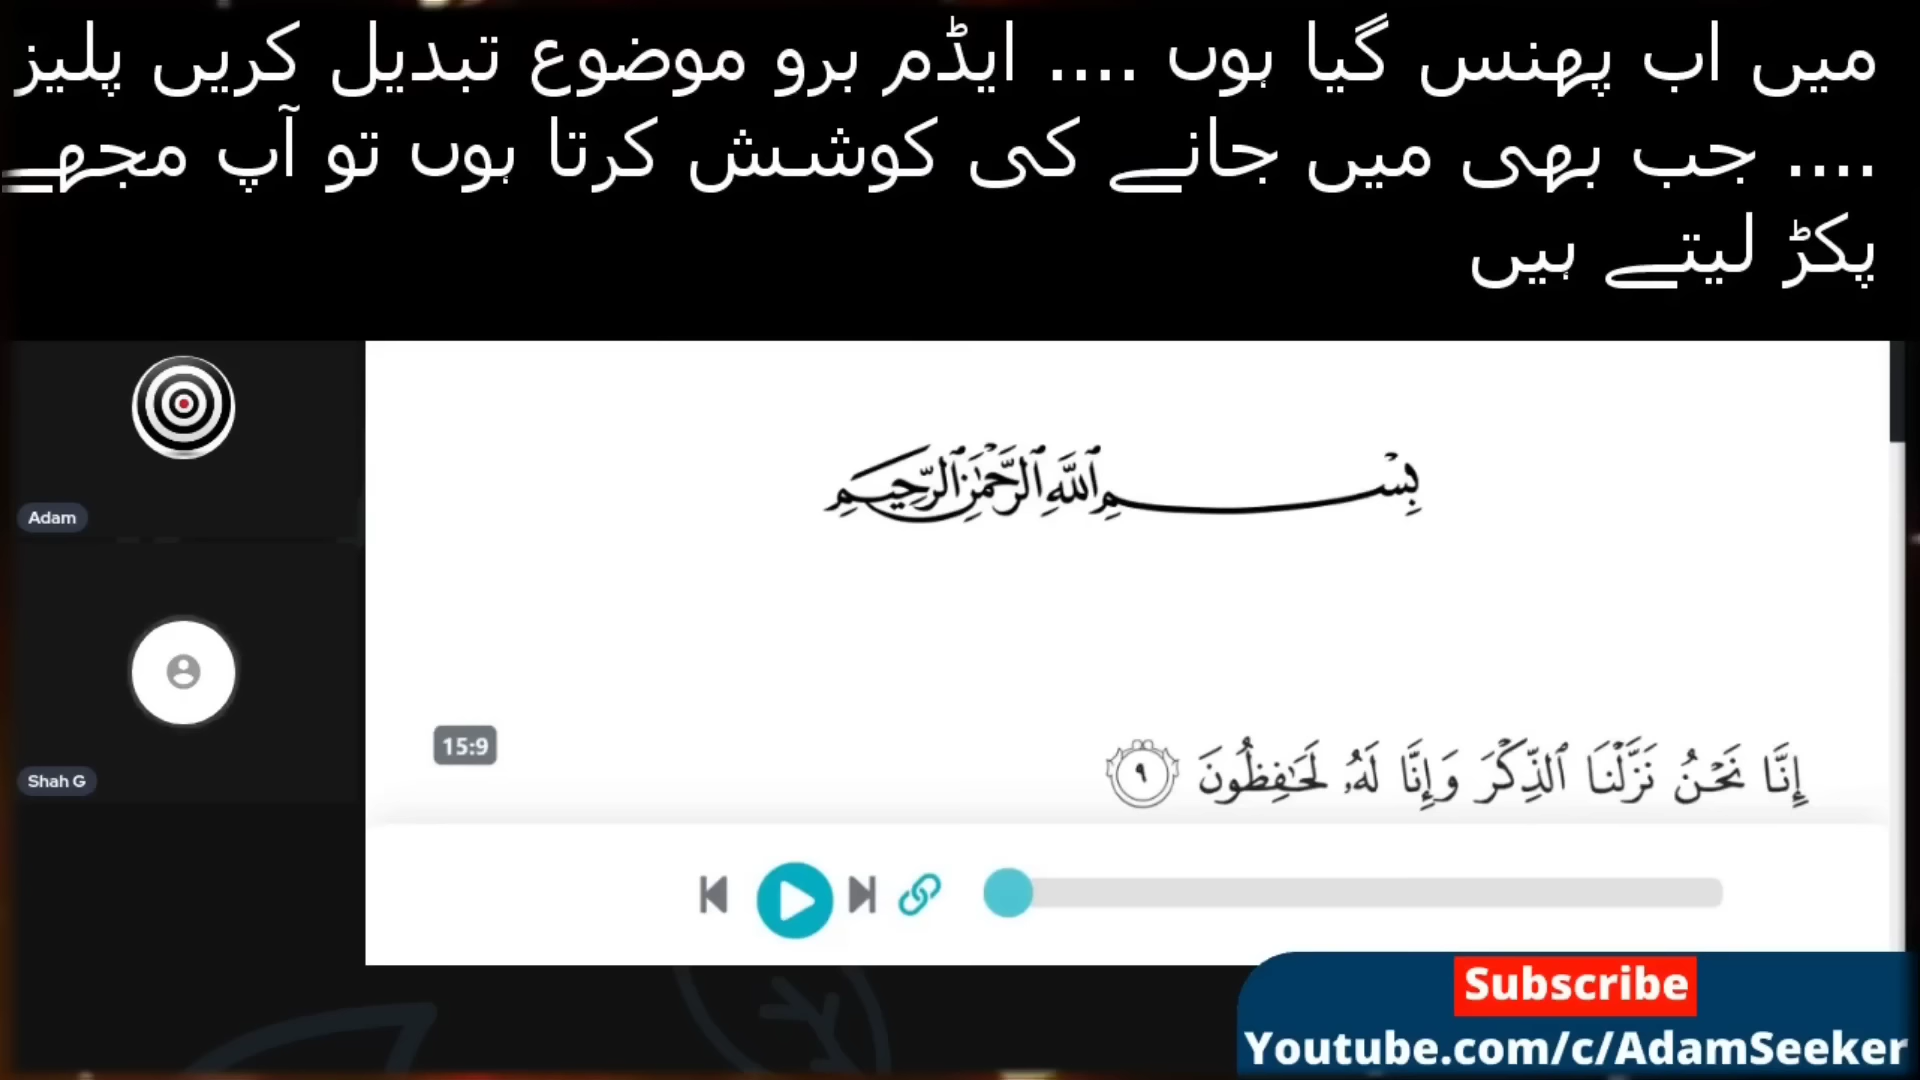 میں اب پھنس گیا ہوں .... ایڈم برو موضوع تبدیل کریں پلیز
.... جب بھی میں جانے کی کوشش کرتا ہوں تو آپ مجھے
پکڑ لیتے ہیں
Adam
بِسْمِ ٱللَّهِ ٱلرَّحْمَٰنِ ٱلرَّحِيمِ
15:9
إِنَّا نَحْنُ نَزَّلْنَا ٱلذِّكْرَ وَإِنَّا لَهُۥ لَحَٰفِظُونَ ٩
Shah G
Subscribe
Youtube.com/c/AdamSeeker